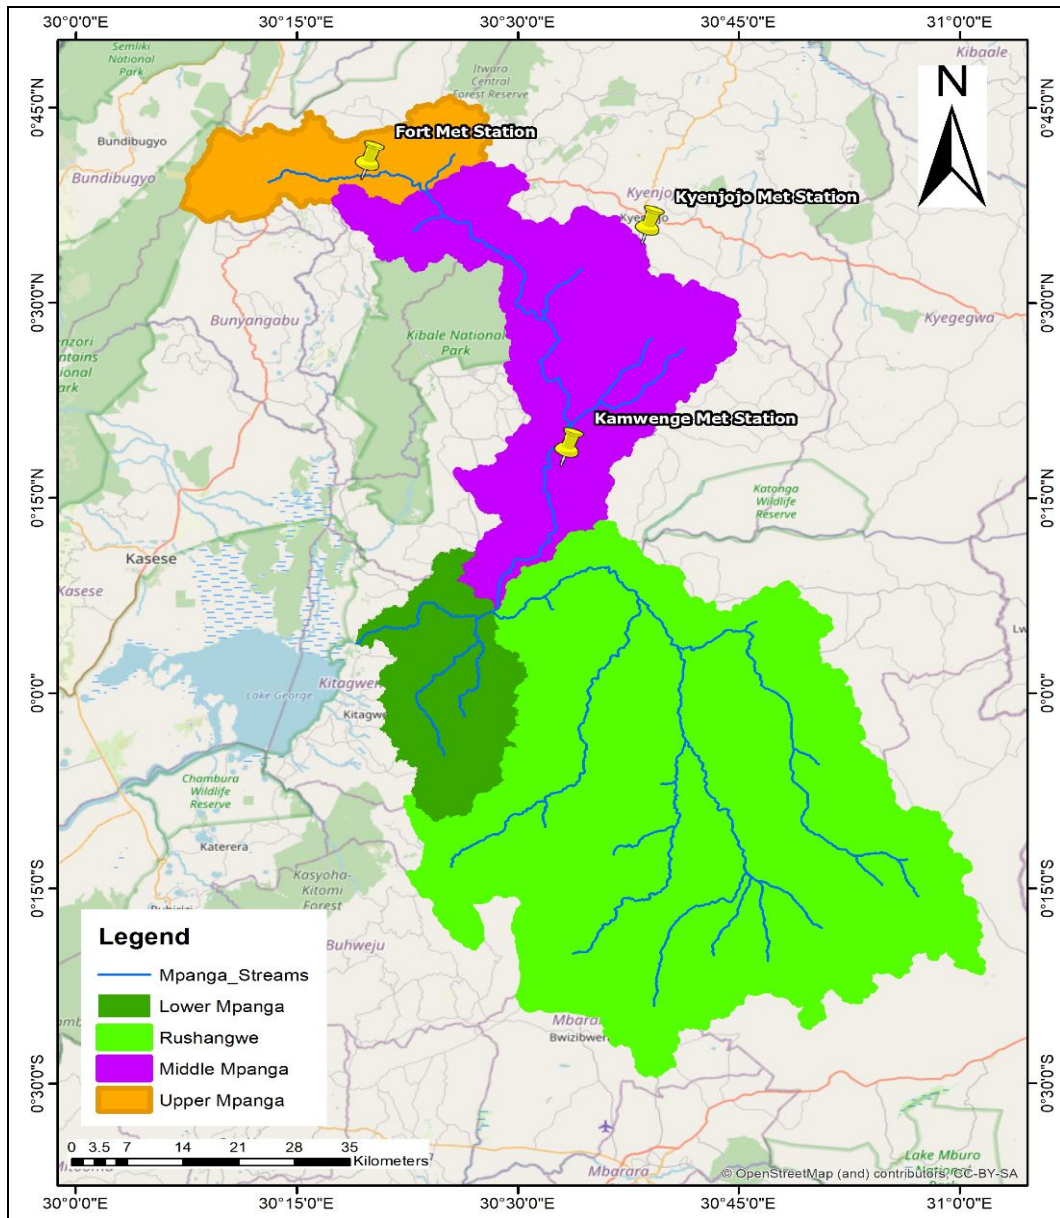 30°0'0"E 30°15'0"E 30°30'0"E 30°45'0"E 31°0'0"E
Semliki
National
Park
Kibaale
Itwara
Central
Forest Reserve
N
0°45'0"N
0°45'0"N
Fort Met Station
Bundibugyo
Bundibugyo
Kyenjojo Met Station
0°30'0"N
0°30'0"N
Bunyangabu
Kyegegwa
Kibale National
Park
Kamwenge Met Station
0°15'0"N
0°15'0"N
Katonga
Wildlife
Reserve
Kasese
Kasese
0°0'0"
0°0'0"
Lake George
Chambura
Wildlife
Reserve
Katerera
Kasyoha-
Kitomi
Forest
0°15'0"S
0°15'0"S
Buhweju
Legend
Mpanga_Streams
Lower Mpanga
Rushangwe
Middle Mpanga
Upper Mpanga
0°30'0"S
0°30'0"S
0 3.5 7 14 21 28 35
Kilometers
Mbarara
Lake Mburo
© OpenStreetMap (and) contributors, CC-BY-SA
30°0'0"E 30°15'0"E 30°30'0"E 30°45'0"E 31°0'0"E